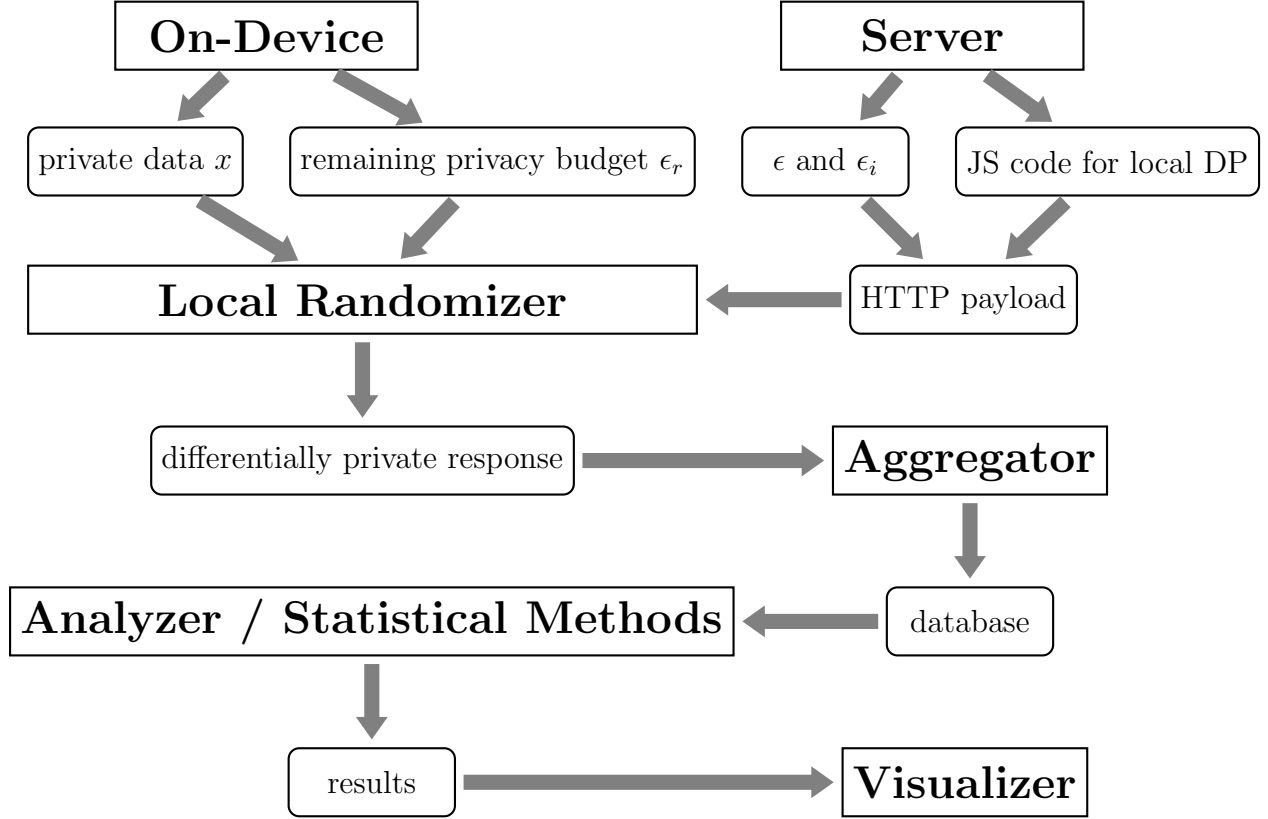 On-Device
Server
private data x
remaining privacy budget ϵᵣ
ϵ and ϵᵢ
JS code for local DP
Local Randomizer
HTTP payload
differentially private response
Aggregator
Analyzer / Statistical Methods
database
results
Visualizer